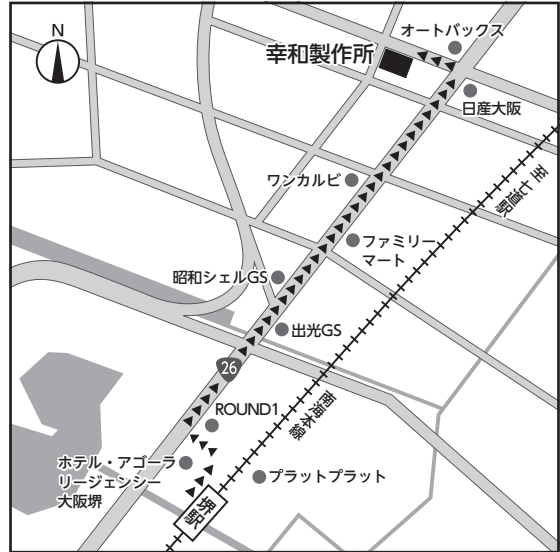 N
オートバックス
幸和製作所
日産大阪
至七道駅
ワンカルビ
ファミリー
マート
昭和シェルGS
出光GS
26
ROUND1
南海本線
ホテル・アゴーラ
リージェンシー
大阪堺
プラットプラット
堺駅